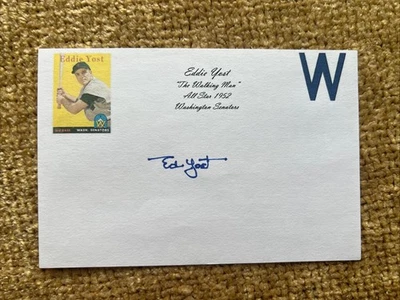 Eddie Yost
WASH. SENATORS
Eddie Yost
"The Walking Man"
All Star 1952
Washington Senators
W
Ed Yost